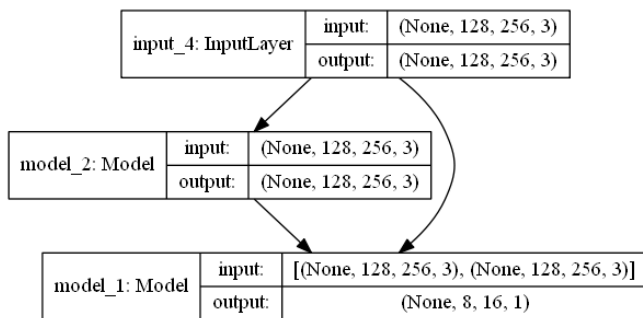 input_4: InputLayer input: (None, 128, 256, 3)
output: (None, 128, 256, 3)
model_2: Model input: (None, 128, 256, 3)
output: (None, 128, 256, 3)
model_1: Model input: [(None, 128, 256, 3), (None, 128, 256, 3)]
output: (None, 8, 16, 1)